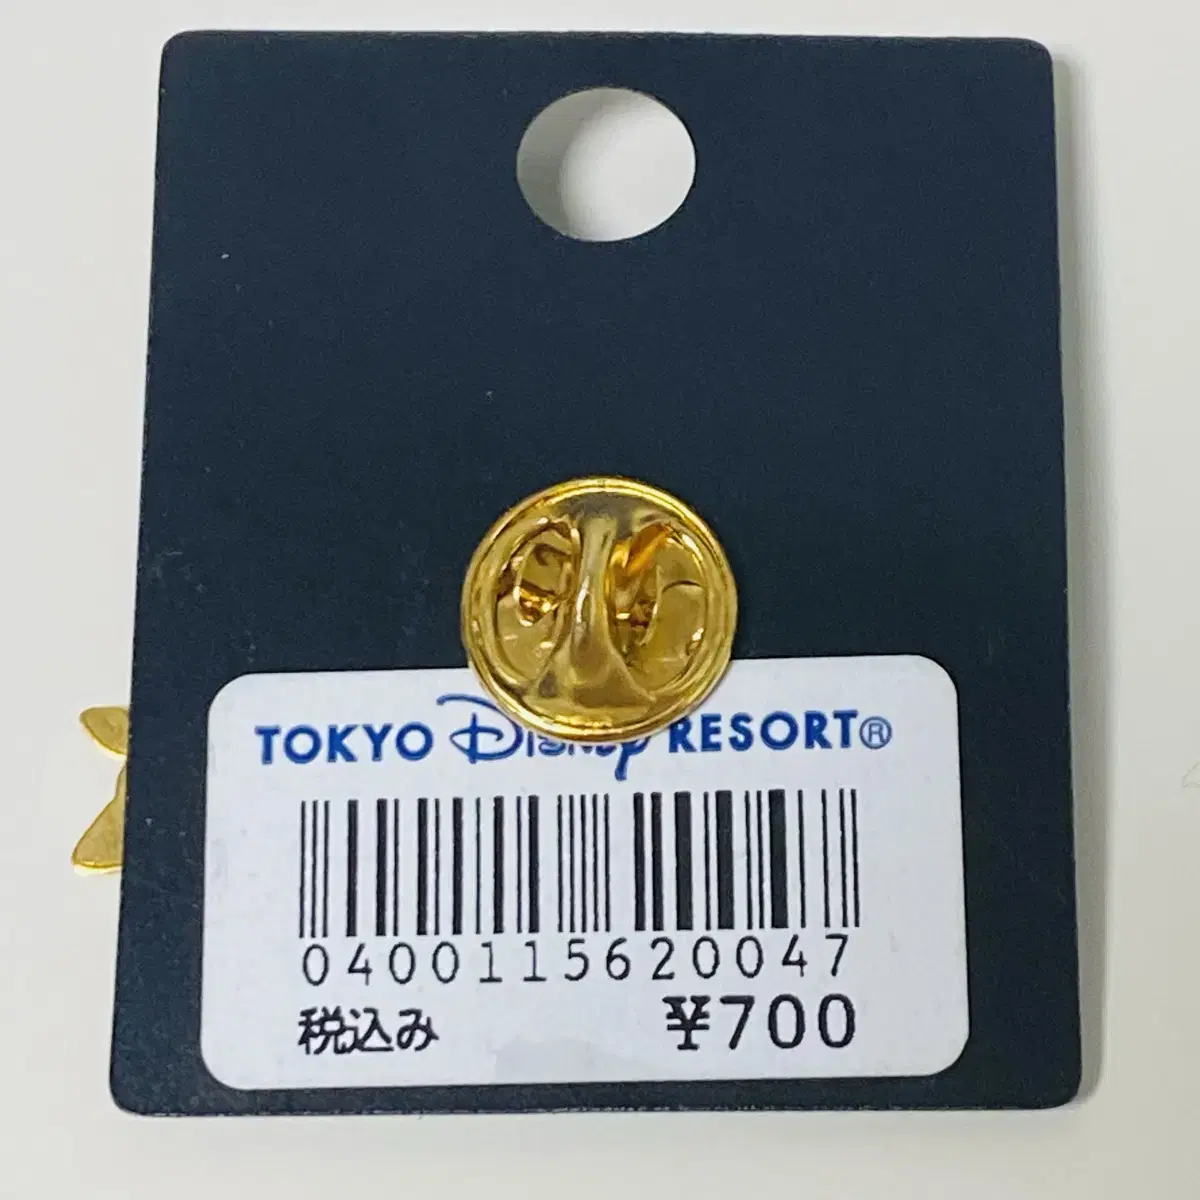 TOKYO Disney RESORT®
0400115620047
税込み ¥700